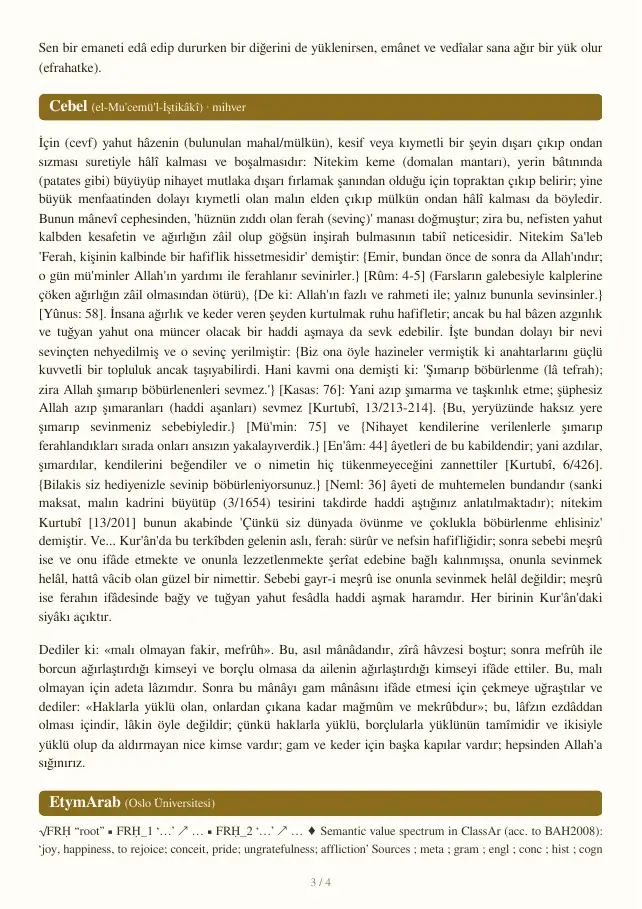 Sen bir emaneti edâ edip dururken bir diğerini de yüklenirsen, emânet ve vedîalar sana ağır bir yük olur
(efrahatke).
Cebel (el-Mu'cemü'l-İştikâkî) · mihver
İçin (cevf) yahut hâzenin (bulunulan mahal/mülkün), kesif veya kıymetli bir şeyin dışarı çıkıp ondan
sızması suretiyle hâlî kalması ve boşalmasıdır: Nitekim keme (domalan mantarı), yerin bâtınında
(patates gibi) büyüyüp nihayet mutlaka dışarı fırlamak şanından olduğu için topraktan çıkıp belirir; yine
büyük menfaatinden dolayı kıymetli olan malın elden çıkıp mülkün ondan hâlî kalması da böyledir.
Bunun mânevî cephesinden, 'hüznün zıddı olan ferah (sevinç)' manası doğmuştur; zira bu, nefisten yahut
kalbden kesafetin ve ağırlığın zâil olup göğsün inşirah bulmasının tabiî neticesidir. Nitekim Sa'leb
'Ferah, kişinin kalbinde bir hafiflik hissetmesidir' demiştir: {Emir, bundan önce de sonra da Allah'ındır;
o gün mü'minler Allah'ın yardımı ile ferahlanır sevinirler.} [Rûm: 4-5] (Farsların galebesiyle kalplerine
çöken ağırlığın zâil olmasından ötürü), {De ki: Allah'ın fazlı ve rahmeti ile; yalnız bununla sevinsinler.}
[Yûnus: 58]. İnsana ağırlık ve keder veren şeyden kurtulmak ruhu hafifletir; ancak bu hal bâzen azgınlık
ve tuğyan yahut ona müncer olacak bir haddi aşmaya da sevk edebilir. İşte bundan dolayı bir nevi
sevinçten nehyedilmiş ve o sevinç yerilmiştir: {Biz ona öyle hazineler vermiştik ki anahtarlarını güçlü
kuvvetli bir topluluk ancak taşıyabilirdi. Hani kavmi ona demişti ki: 'Şımarıp böbürlenme (lâ tefrah);
zira Allah şımarıp böbürlenenleri sevmez.'} [Kasas: 76]: Yani azıp şımarma ve taşkınlık etme; şüphesiz
Allah azıp şımaranları (haddi aşanları) sevmez [Kurtubî, 13/213-214]. {Bu, yeryüzünde haksız yere
şımarıp sevinmeniz sebebiyledir.} [Mü'min: 75] ve {Nihayet kendilerine verilenlerle şımarıp
ferahlandıkları sırada onları ansızın yakalayıverdik.} [En'âm: 44] âyetleri de bu kabildendir; yani azdılar,
şımardılar, kendilerini beğendiler ve o nimetin hiç tükenmeyeceğini zannettiler [Kurtubî, 6/426].
{Bilakis siz hediyenizle sevinip böbürleniyorsunuz.} [Neml: 36] âyeti de muhtemelen bundandır (sanki
maksat, malın kadrini büyütüp (3/1654) tesirini takdirde haddi aştığınız anlatılmaktadır); nitekim
Kurtubî [13/201] bunun akabinde 'Çünkü siz dünyada övünme ve çoklukla böbürlenme ehlisiniz'
demiştir. Ve... Kur'ân'da bu terkîbden gelenin aslı, ferah: sürûr ve nefsin hafifliğidir; sonra sebebi meşrû
ise ve onu ifâde etmekte ve onunla lezzetlenmekte şerîat edebine bağlı kalınmışsa, onunla sevinmek
helâl, hattâ vâcib olan güzel bir nimettir. Sebebi gayr-i meşrû ise onunla sevinmek helâl değildir; meşrû
ise ferahın ifâdesinde bağy ve tuğyan yahut fesâdla haddi aşmak haramdır. Her birinin Kur'ân'daki
siyâkı açıktır.
Dediler ki: «malı olmayan fakir, mefrûh». Bu, asıl mânâdandır, zîrâ hâvzesi boştur; sonra mefrûh ile
borcun ağırlaştırdığı kimseyi ve borçlu olmasa da ailenin ağırlaştırdığı kimseyi ifâde ettiler. Bu, malı
olmayan için adeta lâzımdır. Sonra bu mânâyı gam mânâsını ifâde etmesi için çekmeye uğraştılar ve
dediler: «Haklarla yüklü olan, onlardan çıkana kadar mağmûm ve mekrûbdur»; bu, lâfzın ezdâddan
olması içindir, lâkin öyle değildir; çünkü haklarla yüklü, borçlularla yüklünün tamîmidir ve ikisiyle
yüklü olup da aldırmayan nice kimse vardır; gam ve keder için başka kapılar vardır; hepsinden Allah'a
sığınırız.
EtymArab (Oslo Üniversitesi)
√FRḤ “root” ▪ FRḤ_1 ‘…’ ↗ … ▪ FRḤ_2 ‘…’ ↗ … ♦ Semantic value spectrum in ClassAr (acc. to BAH2008):
‘joy, happiness, to rejoice; conceit, pride; ungratefulness; affliction’ Sources ; meta ; gram ; engl ; conc ; hist ; cogn
3 / 4